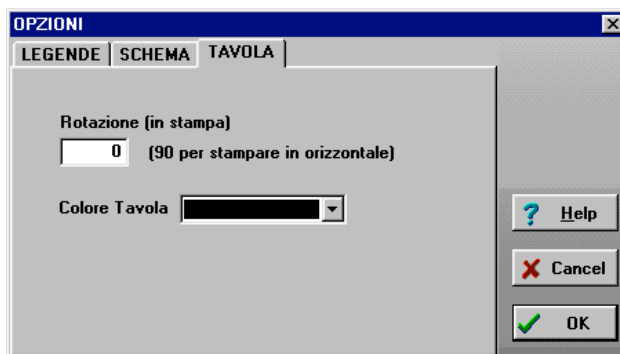 OPZIONI
LEGENDE SCHEMA TAVOLA
Rotazione (in stampa)
0 (90 per stampare in orizzontale)
Colore Tavola
? Help
Cancel
OK